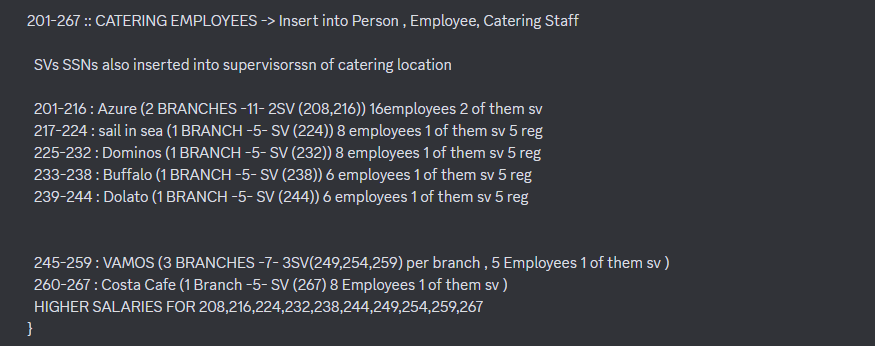 201-267 :: CATERING EMPLOYEES -> Insert into Person , Employee, Catering Staff
SVs SSNs also inserted into supervisorssn of catering location
201-216 : Azure (2 BRANCHES -11- 2SV (208,216)) 16employees 2 of them sv
217-224 : sail in sea (1 BRANCH -5- SV (224)) 8 employees 1 of them sv 5 reg
225-232 : Dominos (1 BRANCH -5- SV (232)) 8 employees 1 of them sv 5 reg
233-238 : Buffalo (1 BRANCH -5- SV (238)) 6 employees 1 of them sv 5 reg
239-244 : Dolato (1 BRANCH -5- SV (244)) 6 employees 1 of them sv 5 reg
245-259 : VAMOS (3 BRANCHES -7- 3SV(249,254,259) per branch , 5 Employees 1 of them sv )
260-267 : Costa Cafe (1 Branch -5- SV (267) 8 Employees 1 of them sv )
HIGHER SALARIES FOR 208,216,224,232,238,244,249,254,259,267
}